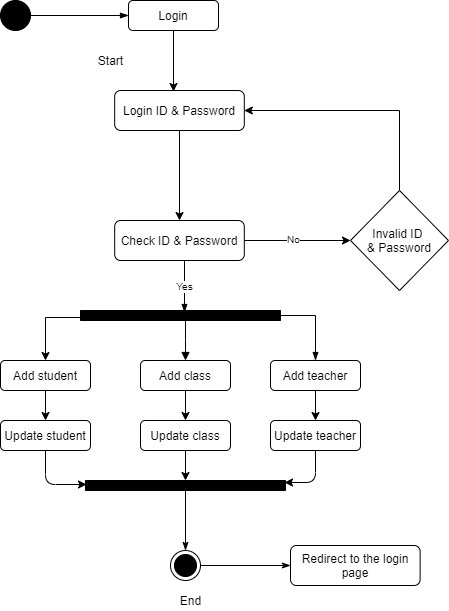 Login
Start
Login ID & Password
Check ID & Password
No
Invalid ID
& Password
Yes
Add student
Add class
Add teacher
Update student
Update class
Update teacher
Redirect to the login
page
End